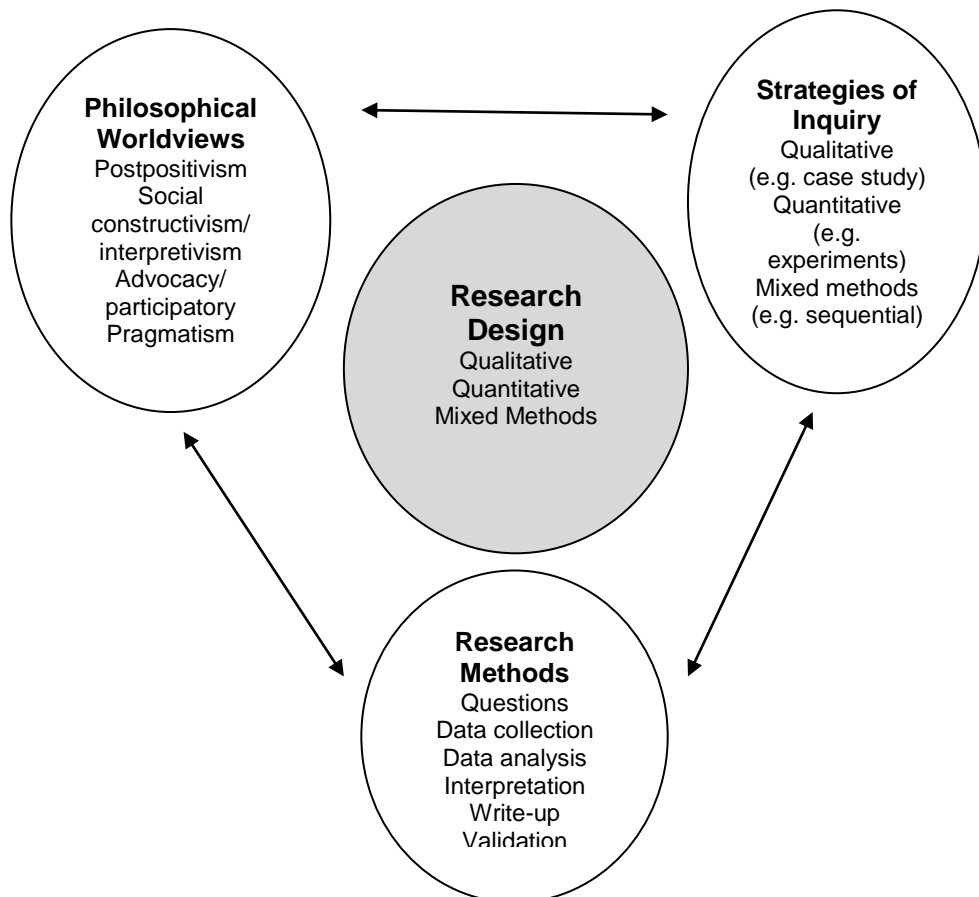 Philosophical
Worldviews
Postpositivism
Social
constructivism/
interpretivism
Advocacy/
participatory
Pragmatism
Strategies of
Inquiry
Qualitative
(e.g. case study)
Quantitative
(e.g.
experiments)
Mixed methods
(e.g. sequential)
Research
Design
Qualitative
Quantitative
Mixed Methods
Research
Methods
Questions
Data collection
Data analysis
Interpretation
Write-up
Validation